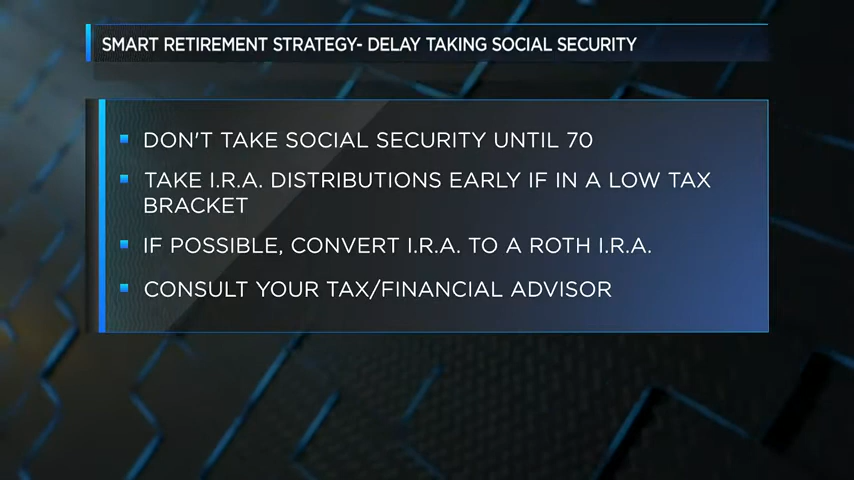 SMART RETIREMENT STRATEGY- DELAY TAKING SOCIAL SECURITY
DON'T TAKE SOCIAL SECURITY UNTIL 70
TAKE I.R.A. DISTRIBUTIONS EARLY IF IN A LOW TAX
BRACKET
IF POSSIBLE, CONVERT I.R.A. TO A ROTH I.R.A.
CONSULT YOUR TAX/FINANCIAL ADVISOR